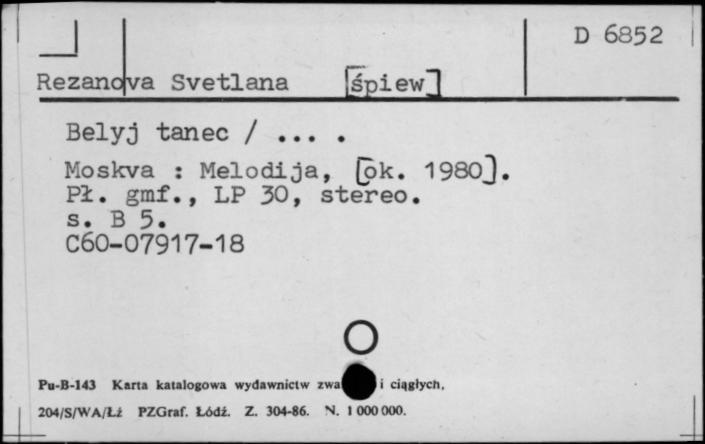 D 6852
Rezanova Svetlana [śpiew]
Belyj tanec / ... .
Moskva : Melodija, [ok. 1980].
Pł. gmf., LP 30, stereo.
s. B 5.
C60-07917-18
Pu-B-143 Karta katalogowa wydawnictw i ciągłych,
204/S/WA/Łż PZGraf. Łódź. Z. 304-86. N. 1 000 000.